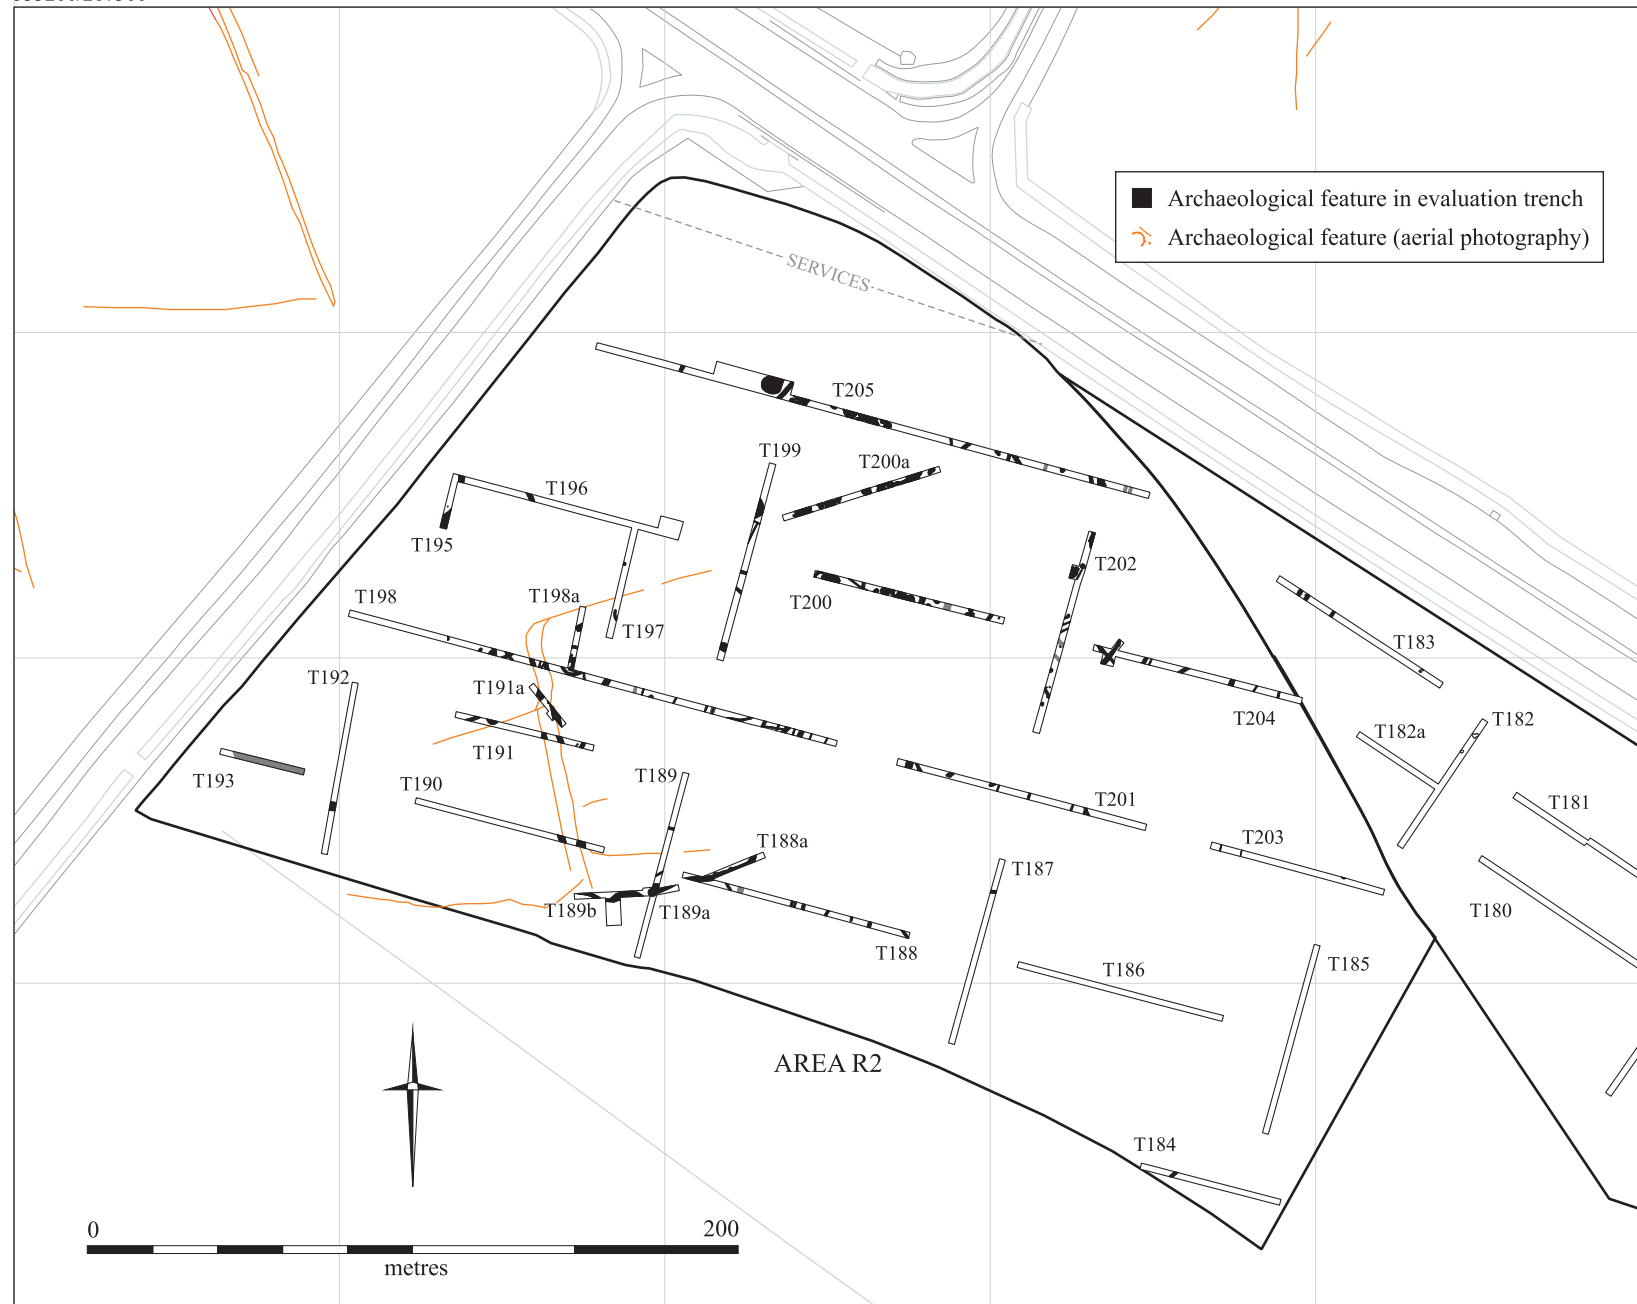 Archaeological feature in evaluation trench
Archaeological feature (aerial photography)
SERVICES
T205
T199
T200a
T196
T195
T202
T198a
T200
T198
T197
T183
T192
T191a
T204
T182
T182a
T191
T193
T190
T189
T201
T181
T203
T188a
T187
T189b
T189a
T180
T188
T186
T185
AREA R2
T184
0
200
metres